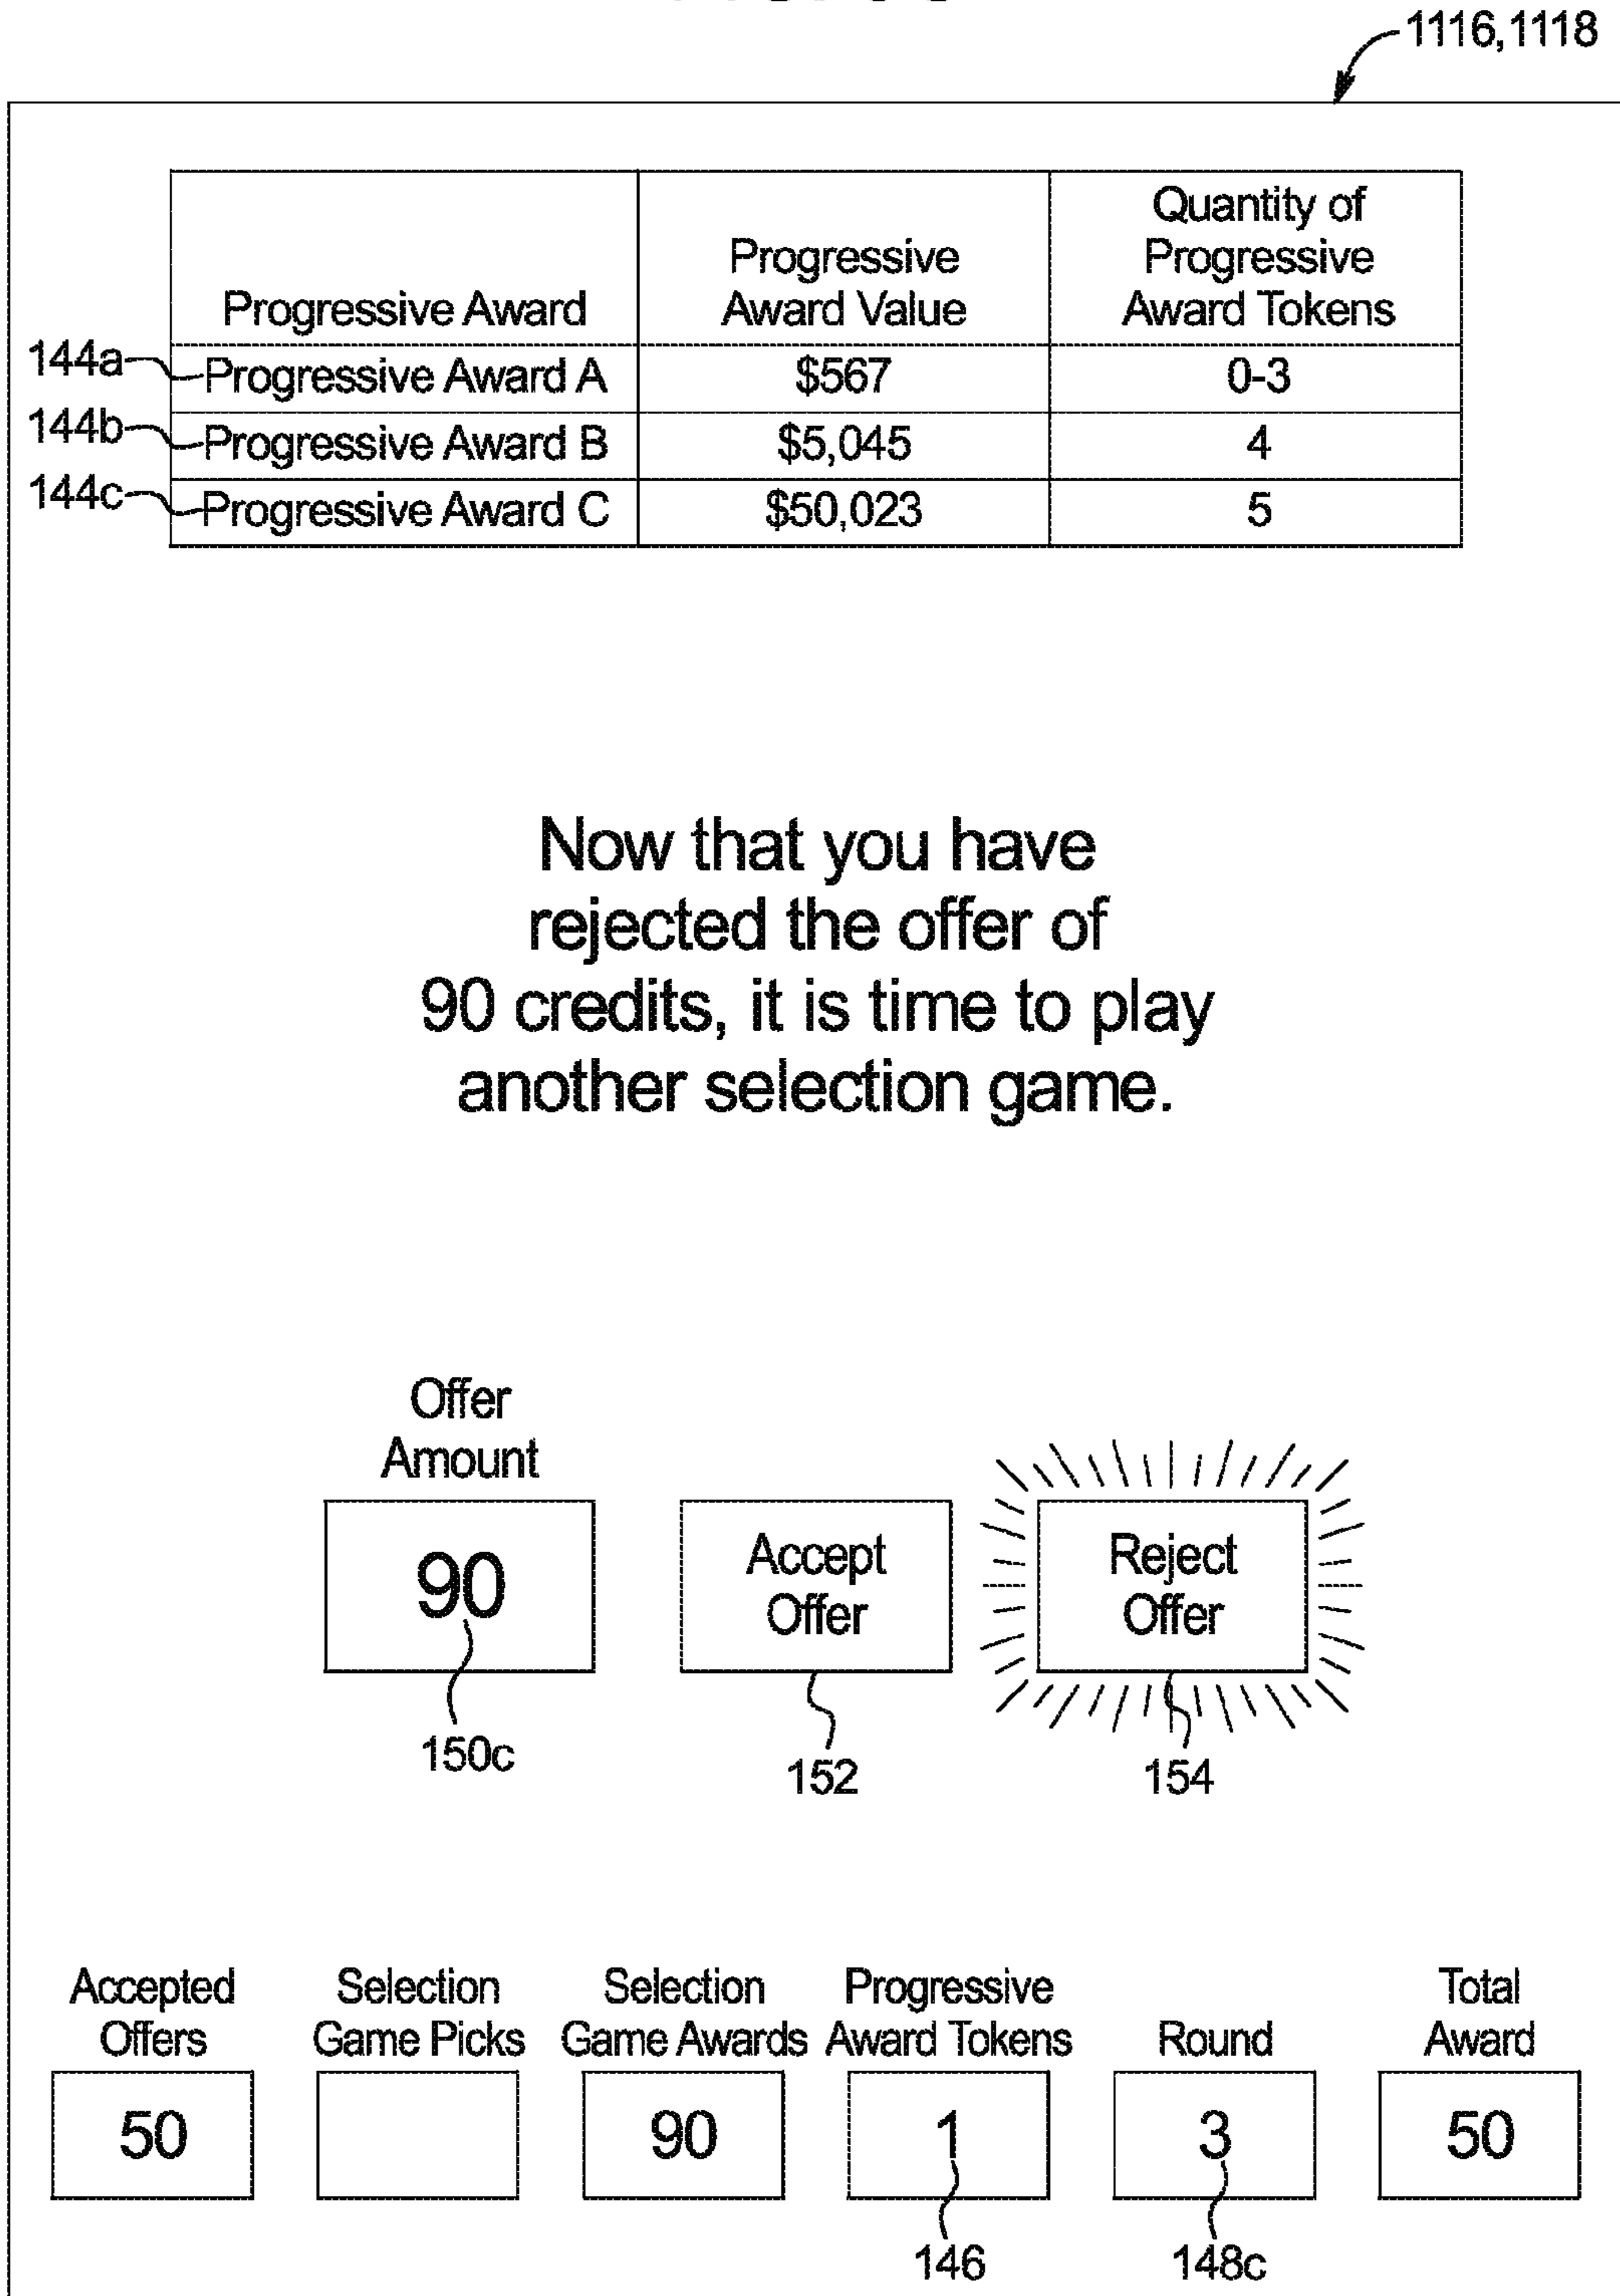 1116,1118
Quantity of
Progressive Progressive
Progressive Award Award Value Award Tokens
144a Progressive Award A $567 0-3
144b Progressive Award B $5,045 4
144c Progressive Award C $50,023 5
Now that you have
rejected the offer of
90 credits, it is time to play
another selection game.
Offer
Amount
90
Accept
Offer
Reject
Offer
150c 152 154
Accepted Selection Selection Progressive Total
Offers Game Picks Game Awards Award Tokens Round Award
50 90 1 3 50
146 148c